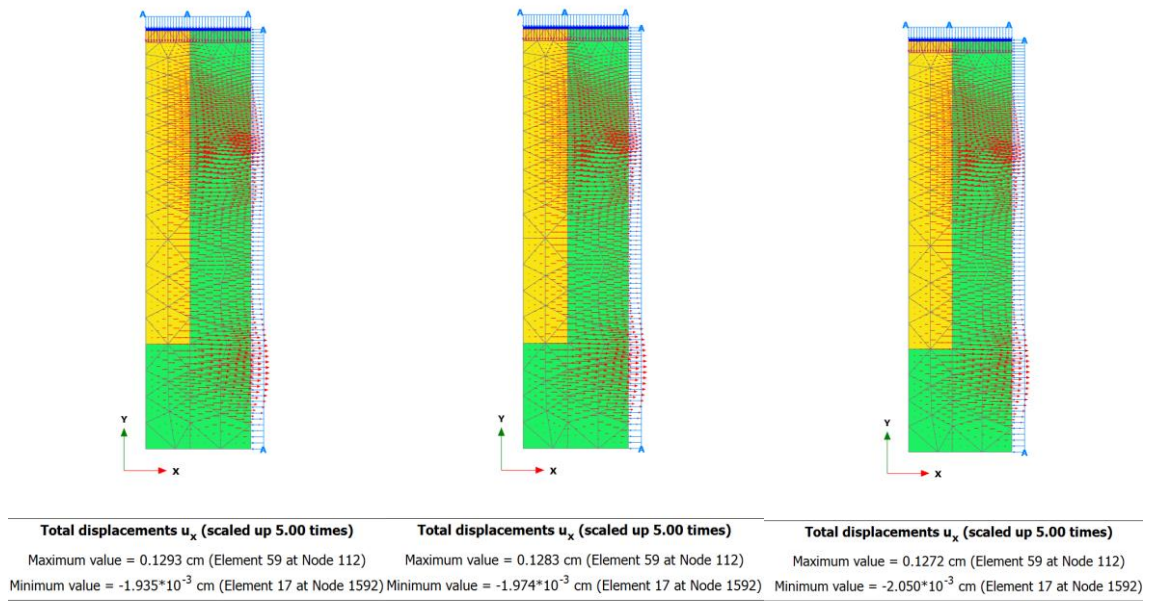 A A A
A
A
Y
X
Total displacements uₓ (scaled up 5.00 times)
Maximum value = 0.1293 cm (Element 59 at Node 112)
Minimum value = -1.935*10⁻³ cm (Element 17 at Node 1592)
A A A
A
A
Y
X
Total displacements uₓ (scaled up 5.00 times)
Maximum value = 0.1283 cm (Element 59 at Node 112)
Minimum value = -1.974*10⁻³ cm (Element 17 at Node 1592)
A A A
A
A
Y
X
Total displacements uₓ (scaled up 5.00 times)
Maximum value = 0.1272 cm (Element 59 at Node 112)
Minimum value = -2.050*10⁻³ cm (Element 17 at Node 1592)